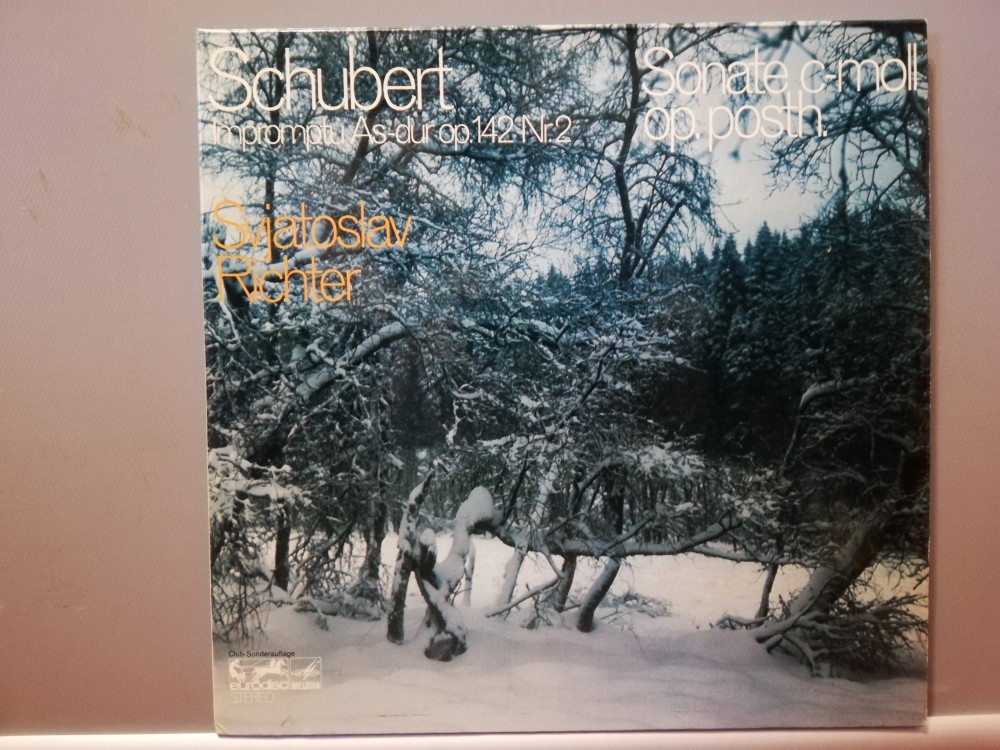 Schubert
Impromptu As-dur op.142 Nr.2
Sonate c-moll
op. posth.
Svjatoslav
Richter
Club-Sonderauflage
eurodisc MELODIA
STEREO